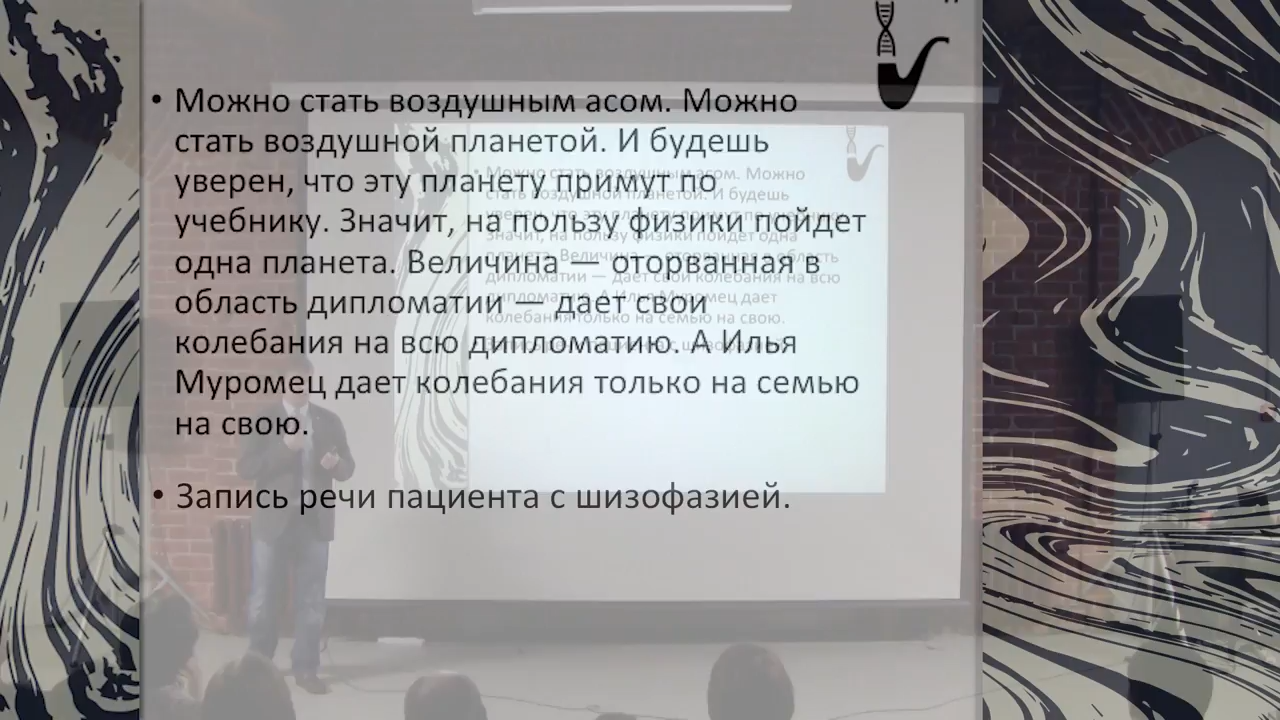 • Можно стать воздушным асом. Можно
стать воздушной планетой. И будешь
уверен, что эту планету примут по
учебнику. Значит, на пользу физики пойдет
одна планета. Величина — оторванная в
область дипломатии — даёт свои
колебания на всю дипломатию. А Илья
Муромец дает колебания только на семью
на свою.
• Запись речи пациента с шизофазией.